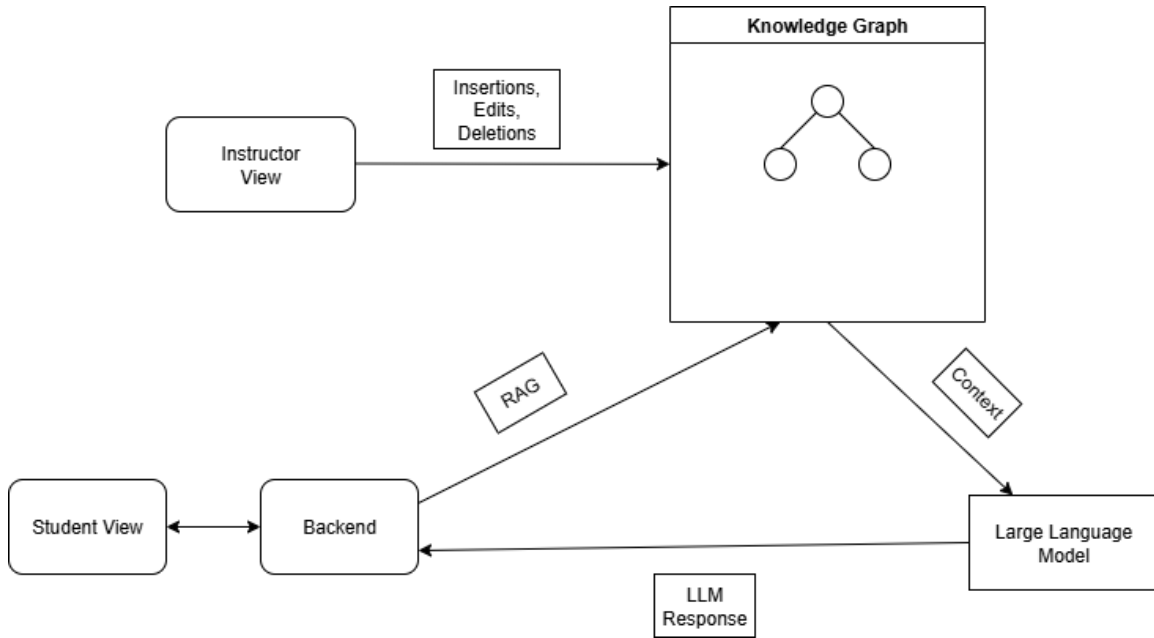 Knowledge Graph
Insertions,
Edits,
Deletions
Instructor
View
RAG
Context
Student View
Backend
Large Language
Model
LLM
Response